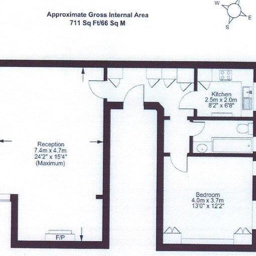 Approximate Gross Internal Area
711 Sq Ft/66 Sq M
W
S
E
Kitchen
2.5m x 2.0m
8'2" x 6'8"
Reception
7.4m x 4.7m
24'2" x 15'4"
(Maximum)
Bedroom
4.0m x 3.7m
13'0" x 12'2"
F/P